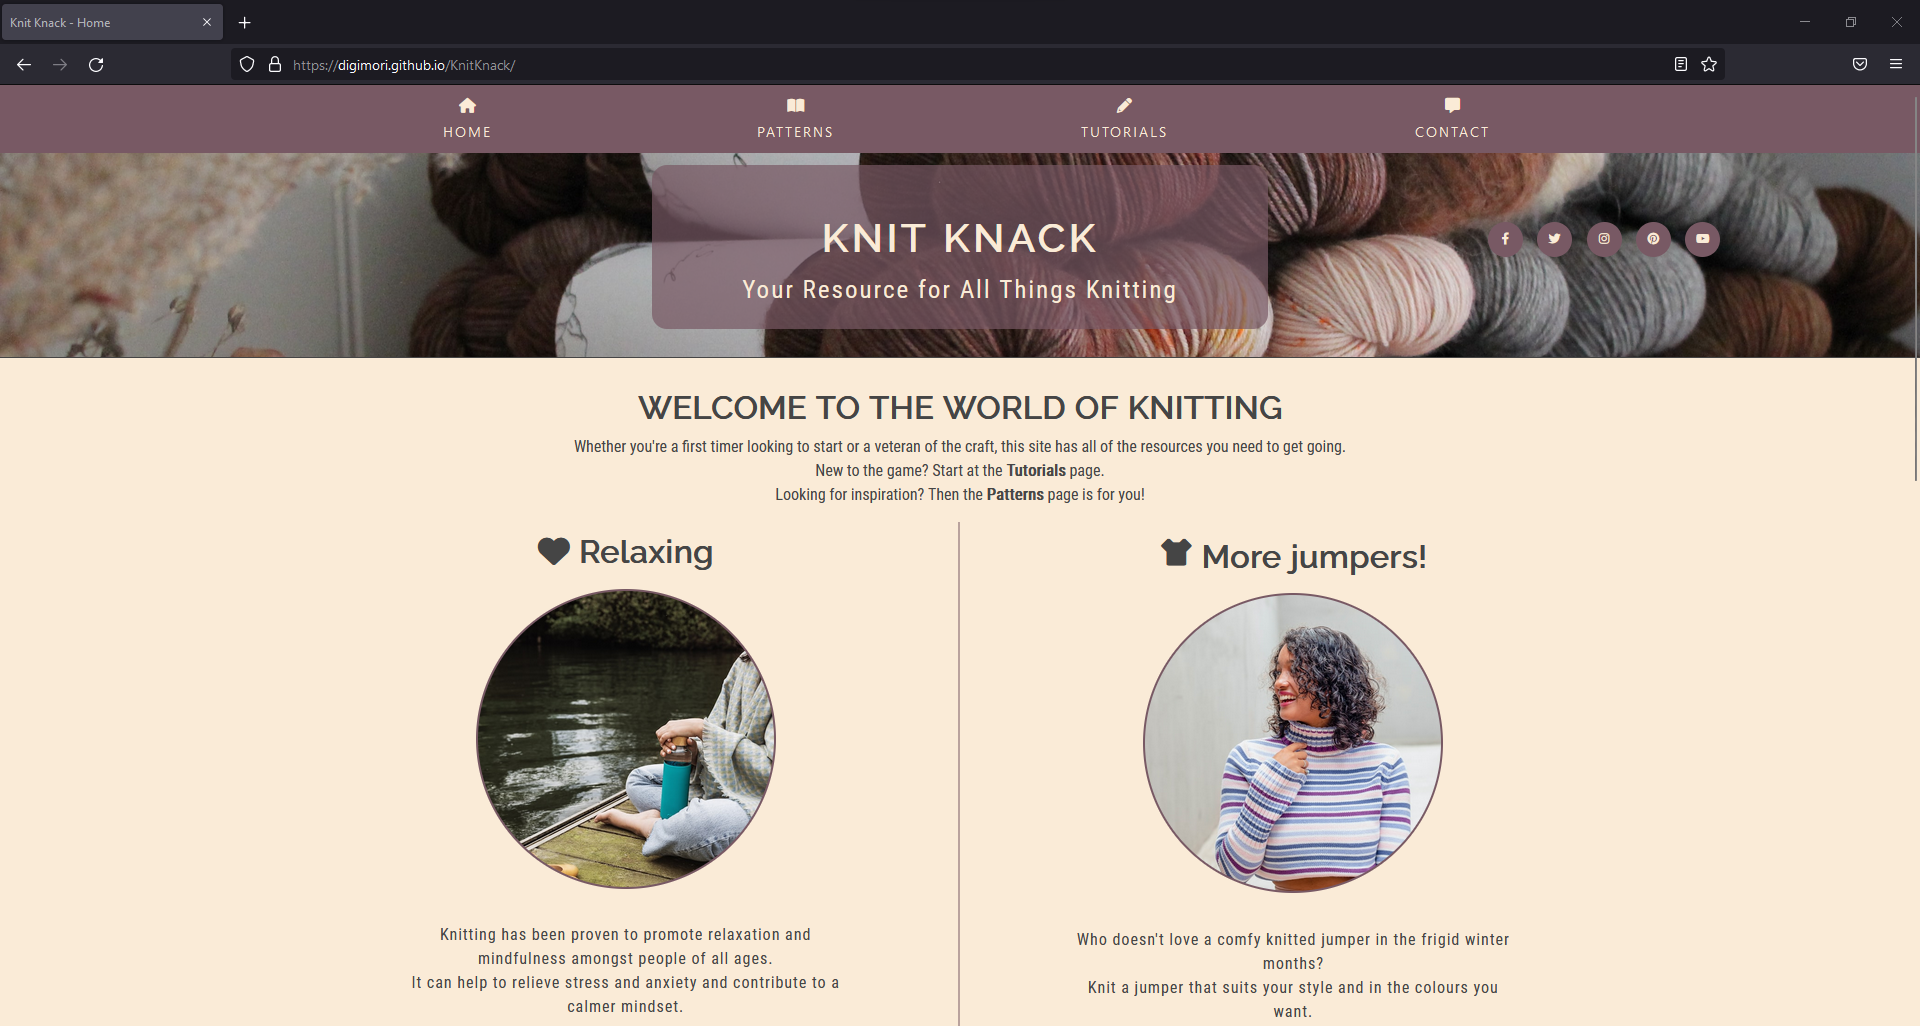 Knit Knack - Home
https://digimori.github.io/KnitKnack/
HOME
PATTERNS
TUTORIALS
CONTACT
KNIT KNACK
Your Resource for All Things Knitting
WELCOME TO THE WORLD OF KNITTING
Whether you're a first timer looking to start or a veteran of the craft, this site has all of the resources you need to get going.
New to the game? Start at the Tutorials page.
Looking for inspiration? Then the Patterns page is for you!
Relaxing
Knitting has been proven to promote relaxation and
mindfulness amongst people of all ages.
It can help to relieve stress and anxiety and contribute to a
calmer mindset.
More jumpers!
Who doesn't love a comfy knitted jumper in the frigid winter
months?
Knit a jumper that suits your style and in the colours you
want.